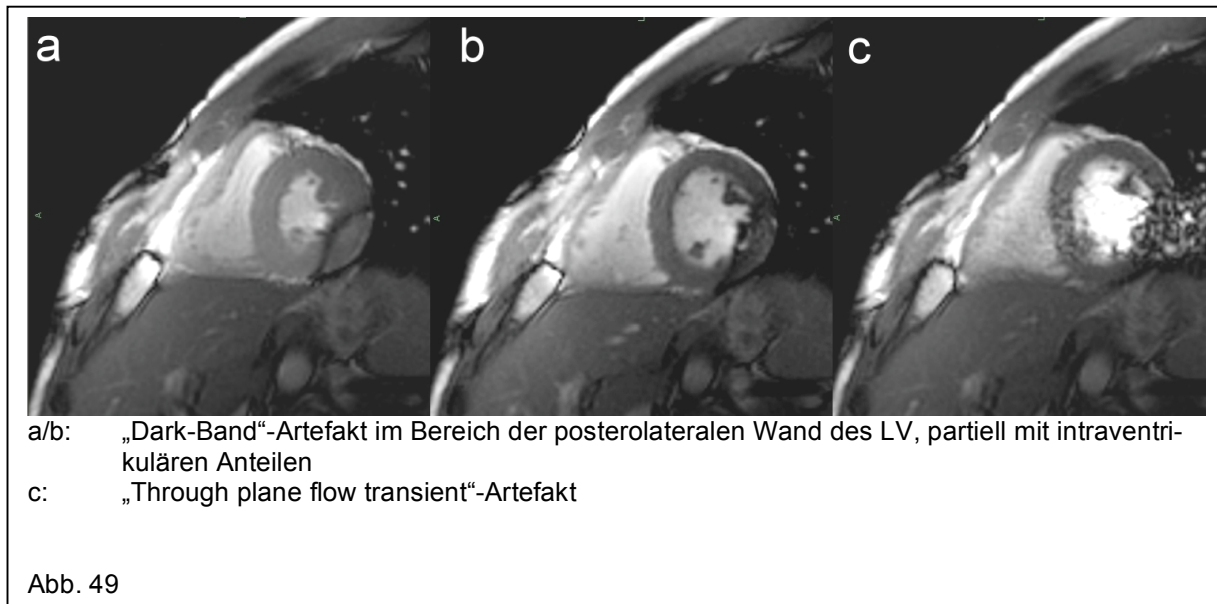 a b c
A A A
a/b: „Dark-Band“-Artefakt im Bereich der posterolateralen Wand des LV, partiell mit intraventri-
kulären Anteilen
c: „Through plane flow transient“-Artefakt
Abb. 49